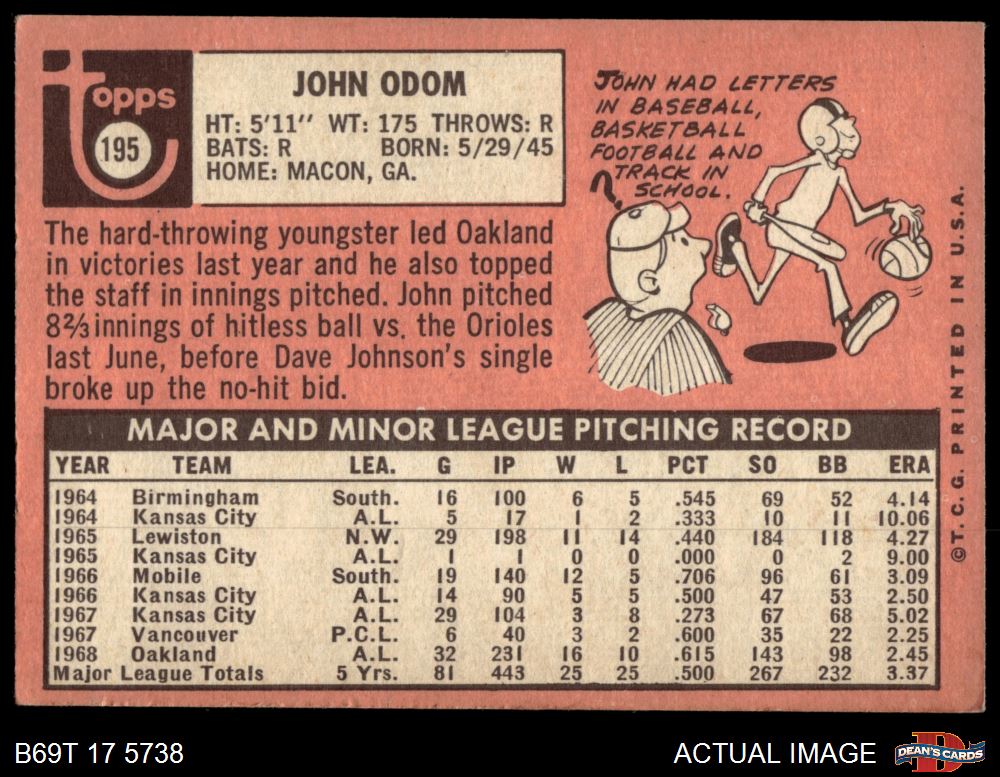 Topps
195
JOHN ODOM
HT: 5'11" WT: 175 THROWS: R
BATS: R BORN: 5/29/45
HOME: MACON, GA.
JOHN HAD LETTERS
IN BASEBALL,
BASKETBALL
FOOTBALL AND
TRACK IN
SCHOOL.
?
The hard-throwing youngster led Oakland
in victories last year and he also topped
the staff in innings pitched. John pitched
8⅔ innings of hitless ball vs. the Orioles
last June, before Dave Johnson's single
broke up the no-hit bid.
MAJOR AND MINOR LEAGUE PITCHING RECORD
YEAR TEAM LEA. G IP W L PCT SO BB ERA
1964 Birmingham South. 16 100 6 5 .545 69 52 4.14
1964 Kansas City A.L. 5 17 1 2 .333 10 11 10.06
1965 Lewiston N.W. 29 198 11 14 .440 184 118 4.27
1965 Kansas City A.L. 1 1 0 0 .000 0 2 9.00
1966 Mobile South. 19 140 12 5 .706 96 61 3.09
1966 Kansas City A.L. 14 90 5 5 .500 47 53 2.50
1967 Kansas City A.L. 29 104 3 8 .273 67 68 5.02
1967 Vancouver P.C.L. 6 40 3 2 .600 35 22 2.25
1968 Oakland A.L. 32 231 16 10 .615 143 98 2.45
Major League Totals 5 Yrs. 81 443 25 25 .500 267 232 3.37
© T. C. G. PRINTED IN U.S.A.
B69T 17 5738
ACTUAL IMAGE
D
DEAN'S CARDS